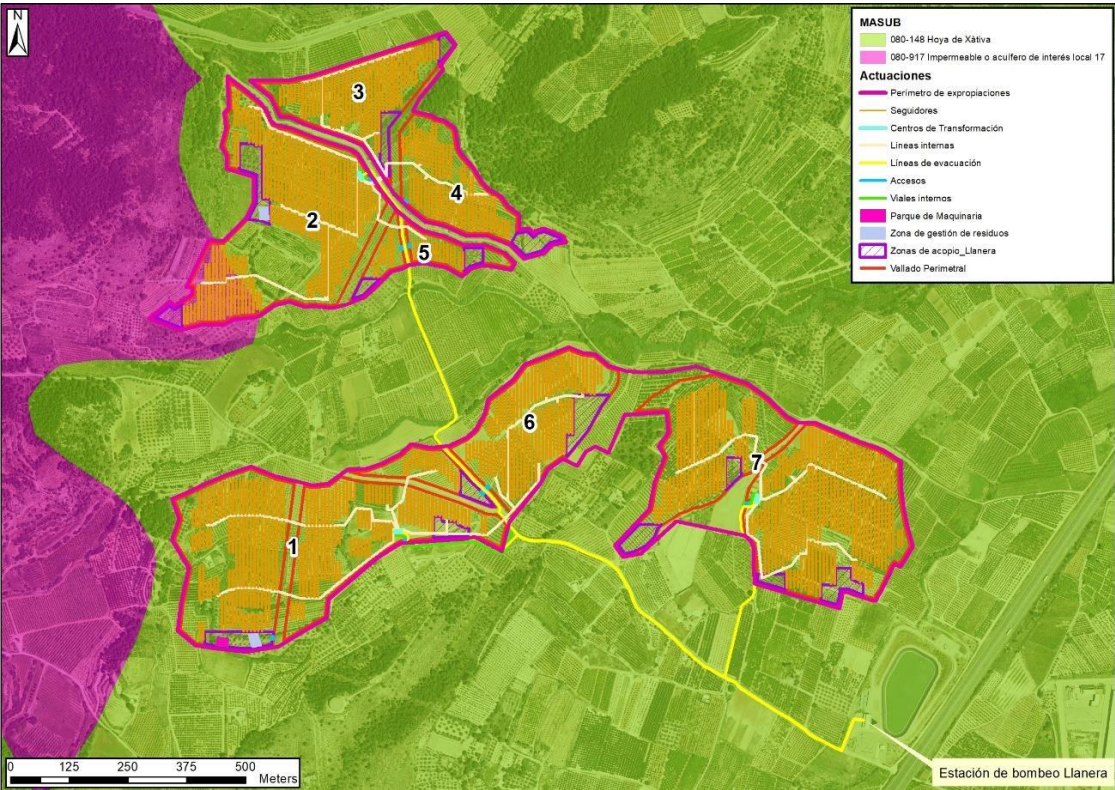 N
MASUB
080-148 Hoya de Xàtiva
080-917 Impermeable o acuífero de interés local 17
Actuaciones
Perímetro de expropiaciones
Seguidores
Centros de Transformación
Líneas internas
Líneas de evacuación
Accesos
Viales internos
Parque de Maquinaria
Zona de gestión de residuos
Zonas de acopio_Llanera
Vallado Perimetral
3
4
2
5
6
7
1
0 125 250 375 500
Meters
Estación de bombeo Llanera